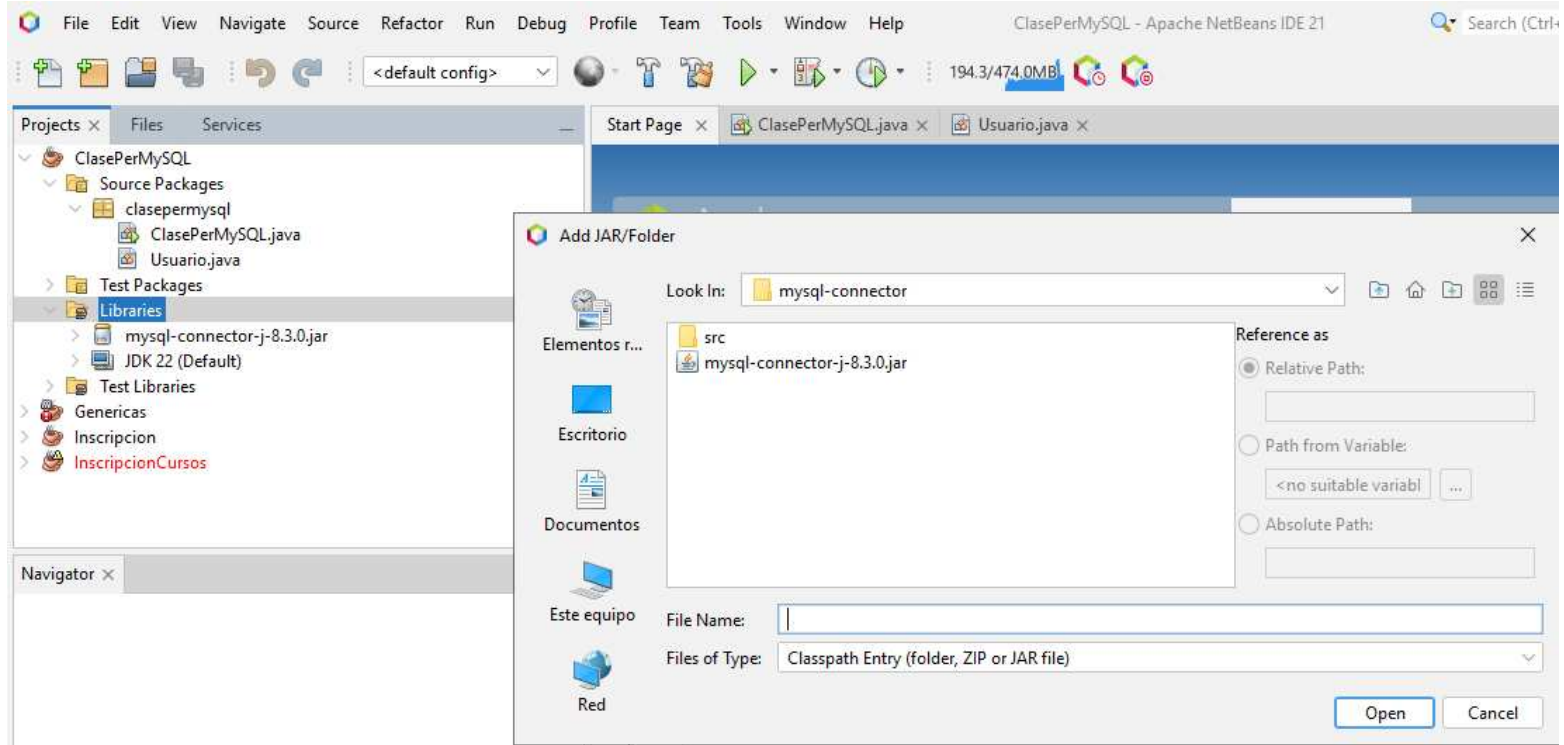 File Edit View Navigate Source Refactor Run Debug Profile Team Tools Window Help ClasePerMySQL - Apache NetBeans IDE 21 Search (Ctrl+
<default config> 194.3/474.0MB
Projects Files Services
Start Page ClasePerMySQL.java Usuario.java
ClasePerMySQL
Source Packages
clasepermysql
ClasePerMySQL.java
Usuario.java
Test Packages
Libraries
mysql-connector-j-8.3.0.jar
JDK 22 (Default)
Test Libraries
Genericas
Inscripcion
InscripcionCursos
Navigator
Add JAR/Folder
Look In: mysql-connector
Elementos r...
Escritorio
Documentos
Este equipo
Red
src
mysql-connector-j-8.3.0.jar
Reference as
Relative Path:
Path from Variable:
<no suitable variabl ...
Absolute Path:
File Name:
Files of Type: Classpath Entry (folder, ZIP or JAR file)
Open Cancel